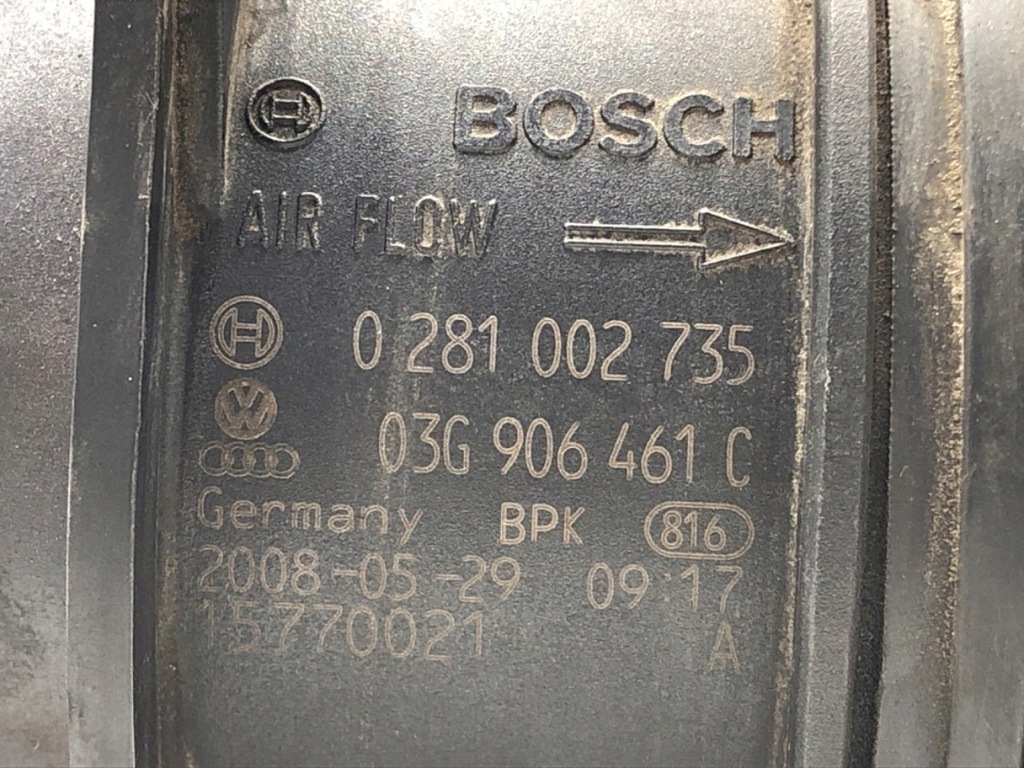 BOSCH
AIR FLOW
0 281 002 735
03G 906 461 C
Germany BPK 816
2008-05-29 09:17
15770021 A